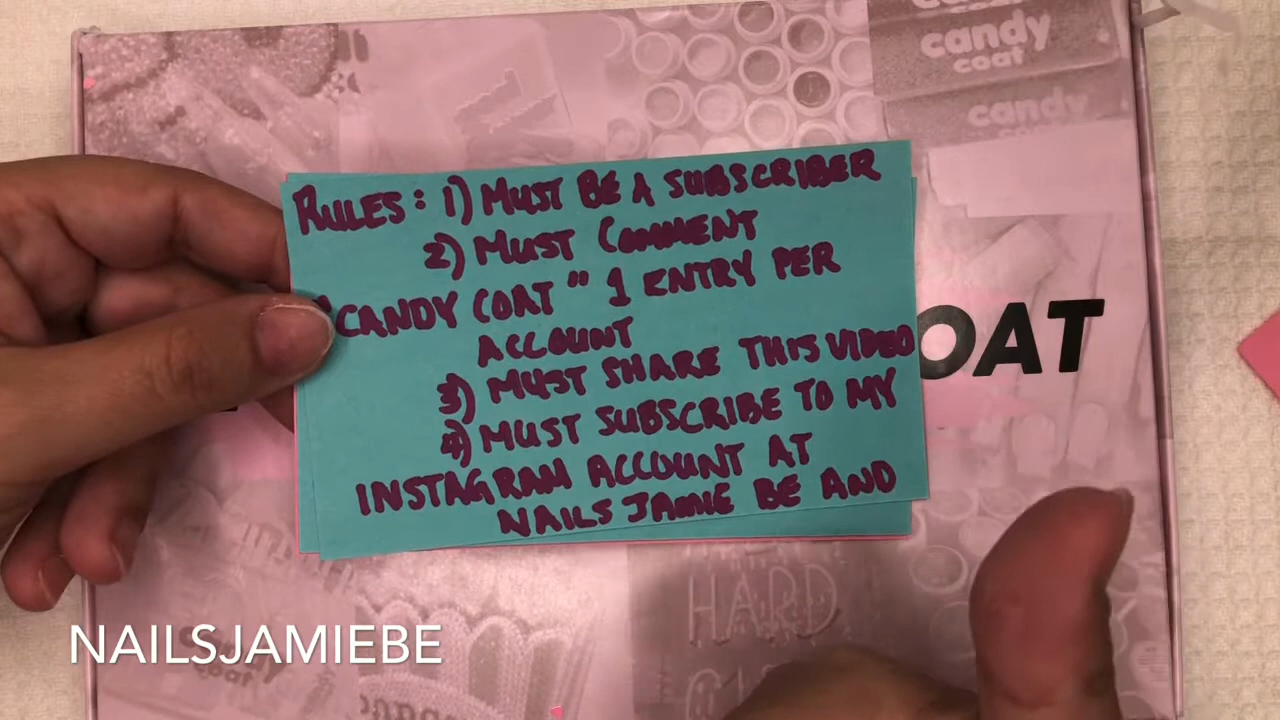 candy
coat
candy
RULES: 1) MUST BE A SUBSCRIBER
2) MUST COMMENT
"CANDY COAT" 1 ENTRY PER
ACCOUNT
3) MUST SHARE THIS VIDEO
4) MUST SUBSCRIBE TO MY
INSTAGRAM ACCOUNT AT
NAILS JAMIE BE AND
OAT
HARD
NAILSJAMIEBE
coat